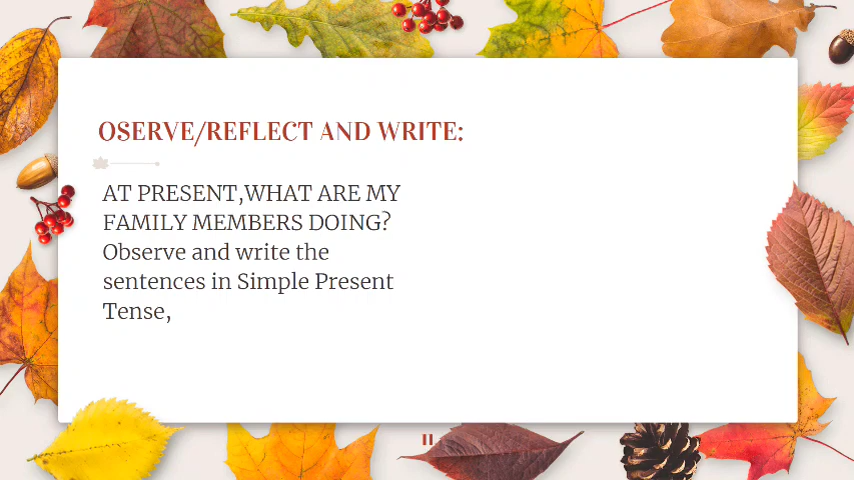 OSERVE/REFLECT AND WRITE:
AT PRESENT,WHAT ARE MY
FAMILY MEMBERS DOING?
Observe and write the
sentences in Simple Present
Tense,
11